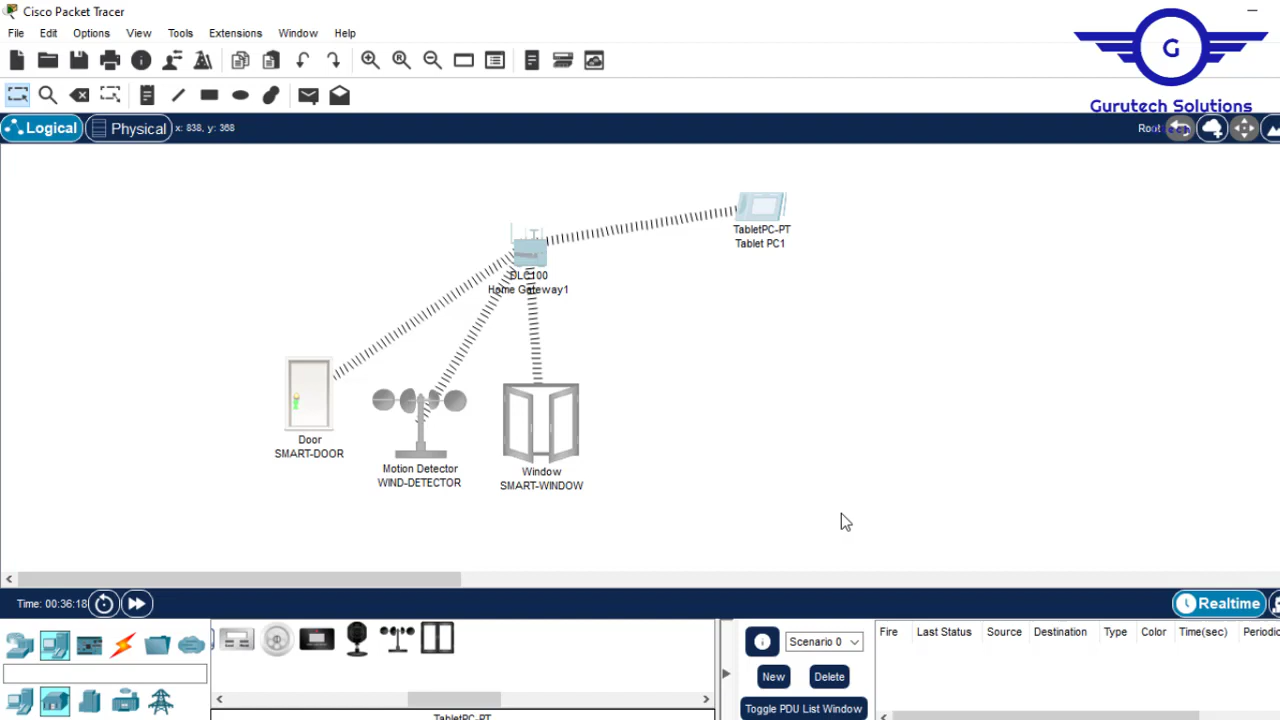 Cisco Packet Tracer
File Edit Options View Tools Extensions Window Help
G
Gurutech Solutions
Logical Physical x: 838, y: 368
Root
TabletPC-PT
Tablet PC1
DLC100
Home Gateway1
Door
SMART-DOOR
Motion Detector
WIND-DETECTOR
Window
SMART-WINDOW
Time: 00:36:18
Realtime
Scenario 0
New Delete
Toggle PDU List Window
Fire Last Status Source Destination Type Color Time(sec) Periodic
TabletPC-PT